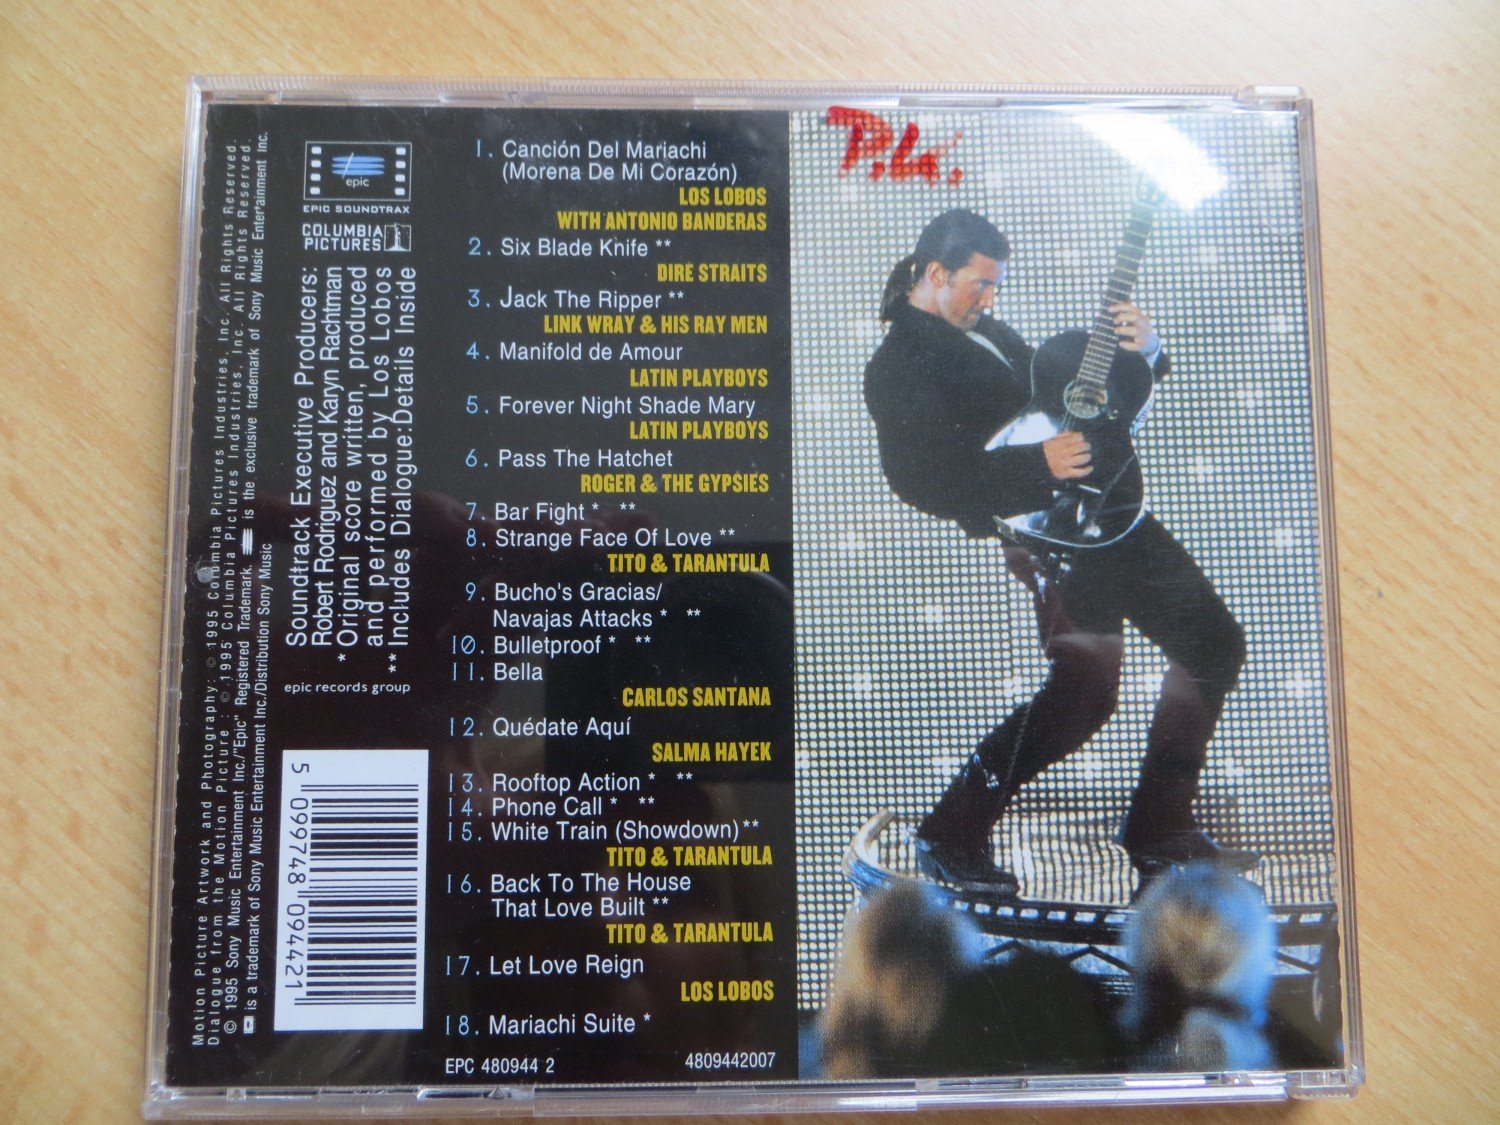 P.G.
1. Canción Del Mariachi
(Morena De Mi Corazón)
LOS LOBOS
WITH ANTONIO BANDERAS
2. Six Blade Knife **
DIRE STRAITS
3. Jack The Ripper **
LINK WRAY & HIS RAY MEN
4. Manifold de Amour
LATIN PLAYBOYS
5. Forever Night Shade Mary
LATIN PLAYBOYS
6. Pass The Hatchet
ROGER & THE GYPSIES
7. Bar Fight * **
8. Strange Face Of Love **
TITO & TARANTULA
9. Bucho's Gracias/
Navajas Attacks * **
10. Bulletproof * **
11. Bella
CARLOS SANTANA
12. Quédate Aquí
SALMA HAYEK
13. Rooftop Action * **
14. Phone Call * **
15. White Train (Showdown) **
TITO & TARANTULA
16. Back To The House
That Love Built **
TITO & TARANTULA
17. Let Love Reign
LOS LOBOS
18. Mariachi Suite *
EPC 480944 2
4809442007
epic
EPIC SOUNDTRAX
COLUMBIA
PICTURES
Soundtrack Executive Producers:
Robert Rodriguez and Karyn Rachtman
* Original score written, produced
and performed by Los Lobos
** Includes Dialogue:Details Inside
epic records group
5 099748 094421
Motion Picture Artwork and Photography: © 1995 Columbia Pictures Industries, Inc. All Rights Reserved.
Dialogue from the Motion Picture : © 1995 Columbia Pictures Industries, Inc. All Rights Reserved.
© 1995 Sony Music Entertainment Inc./"Epic" Registered Trademark. is the exclusive trademark of Sony Music Entertainment Inc.
is a trademark of Sony Music Entertainment Inc./Distribution Sony Music